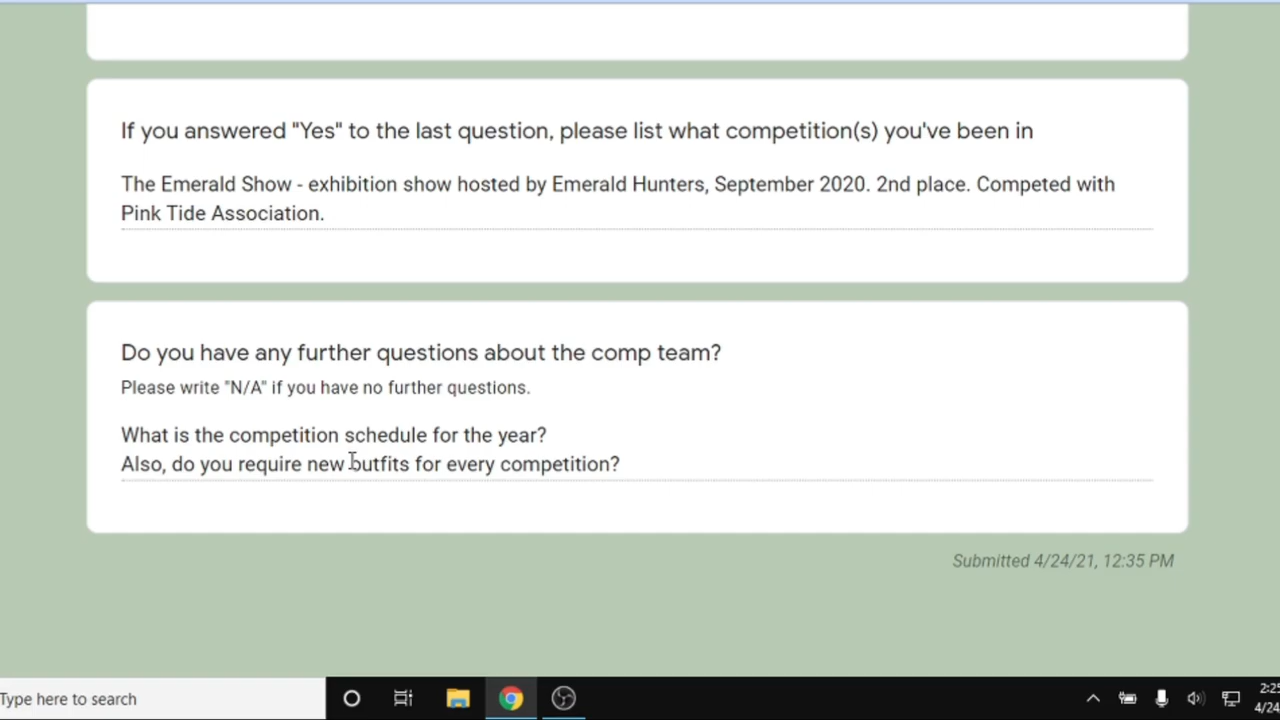 If you answered "Yes" to the last question, please list what competition(s) you've been in
The Emerald Show - exhibition show hosted by Emerald Hunters, September 2020. 2nd place. Competed with
Pink Tide Association.
Do you have any further questions about the comp team?
Please write "N/A" if you have no further questions.
What is the competition schedule for the year?
Also, do you require new outfits for every competition?
Submitted 4/24/21, 12:35 PM
Type here to search
2:25
4/24